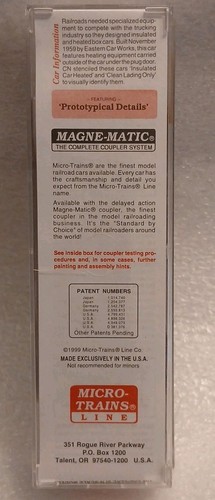 Car Information
Railroads needed specialized equip-
ment to compete with the trucking
industry so they designed insulated
and heated box cars. Built November
1959 by Eastern Car Works, this car
features heating equipment carried
outside of the car under the plug door.
CN stenciled these cars 'Insulated
Car Heated' and 'Clean Lading Only'
to visually identify them.
- FEATURING -
'Prototypical Details'
MAGNE-MATIC®
THE COMPLETE COUPLER SYSTEM
Micro-Trains® are the finest model
railroad cars available. Every car has
the craftsmanship and detail you
expect from the Micro-Trains® Line
name.
Available with the delayed action
Magne-Matic® coupler, the finest
coupler in the model railroading
business. It's the "Standard by
Choice" of model railroaders around
the world!
See inside box for coupler testing pro-
cedures and, in some cases, further
painting and assembly hints.
PATENT NUMBERS
Japan
Japan
Germany
Germany
U.S.A.
U.S.A.
U.S.A.
U.S.A.
Other Patents Pending
©1999 Micro-Trains® Line Co.
MADE EXCLUSIVELY IN THE U.S.A.
Not recommended for minors
MICRO-
TRAINS®
LINE
351 Rogue River Parkway
P.O. Box 1200
Talent, OR 97540-1200 U.S.A.